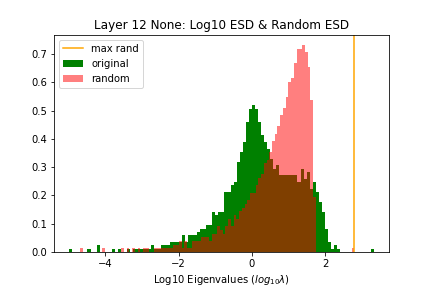 Layer 12 None: Log10 ESD & Random ESD
max rand
original
random
0.7
0.6
0.5
0.4
0.3
0.2
0.1
0.0
−4 −2 0 2
Log10 Eigenvalues (log₁₀λ)